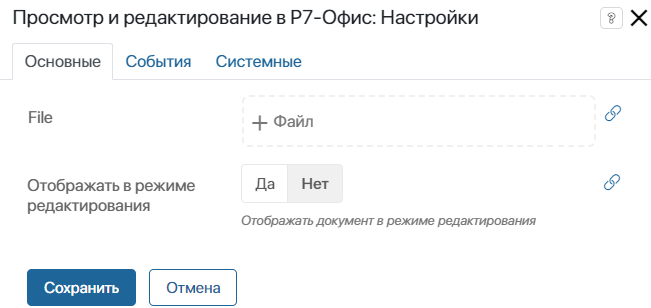 Просмотр и редактирование в Р7-Офис: Настройки
?
Основные События Системные
File
+ Файл
Отображать в режиме
редактирования
Да Нет
Отображать документ в режиме редактирования
Сохранить Отмена